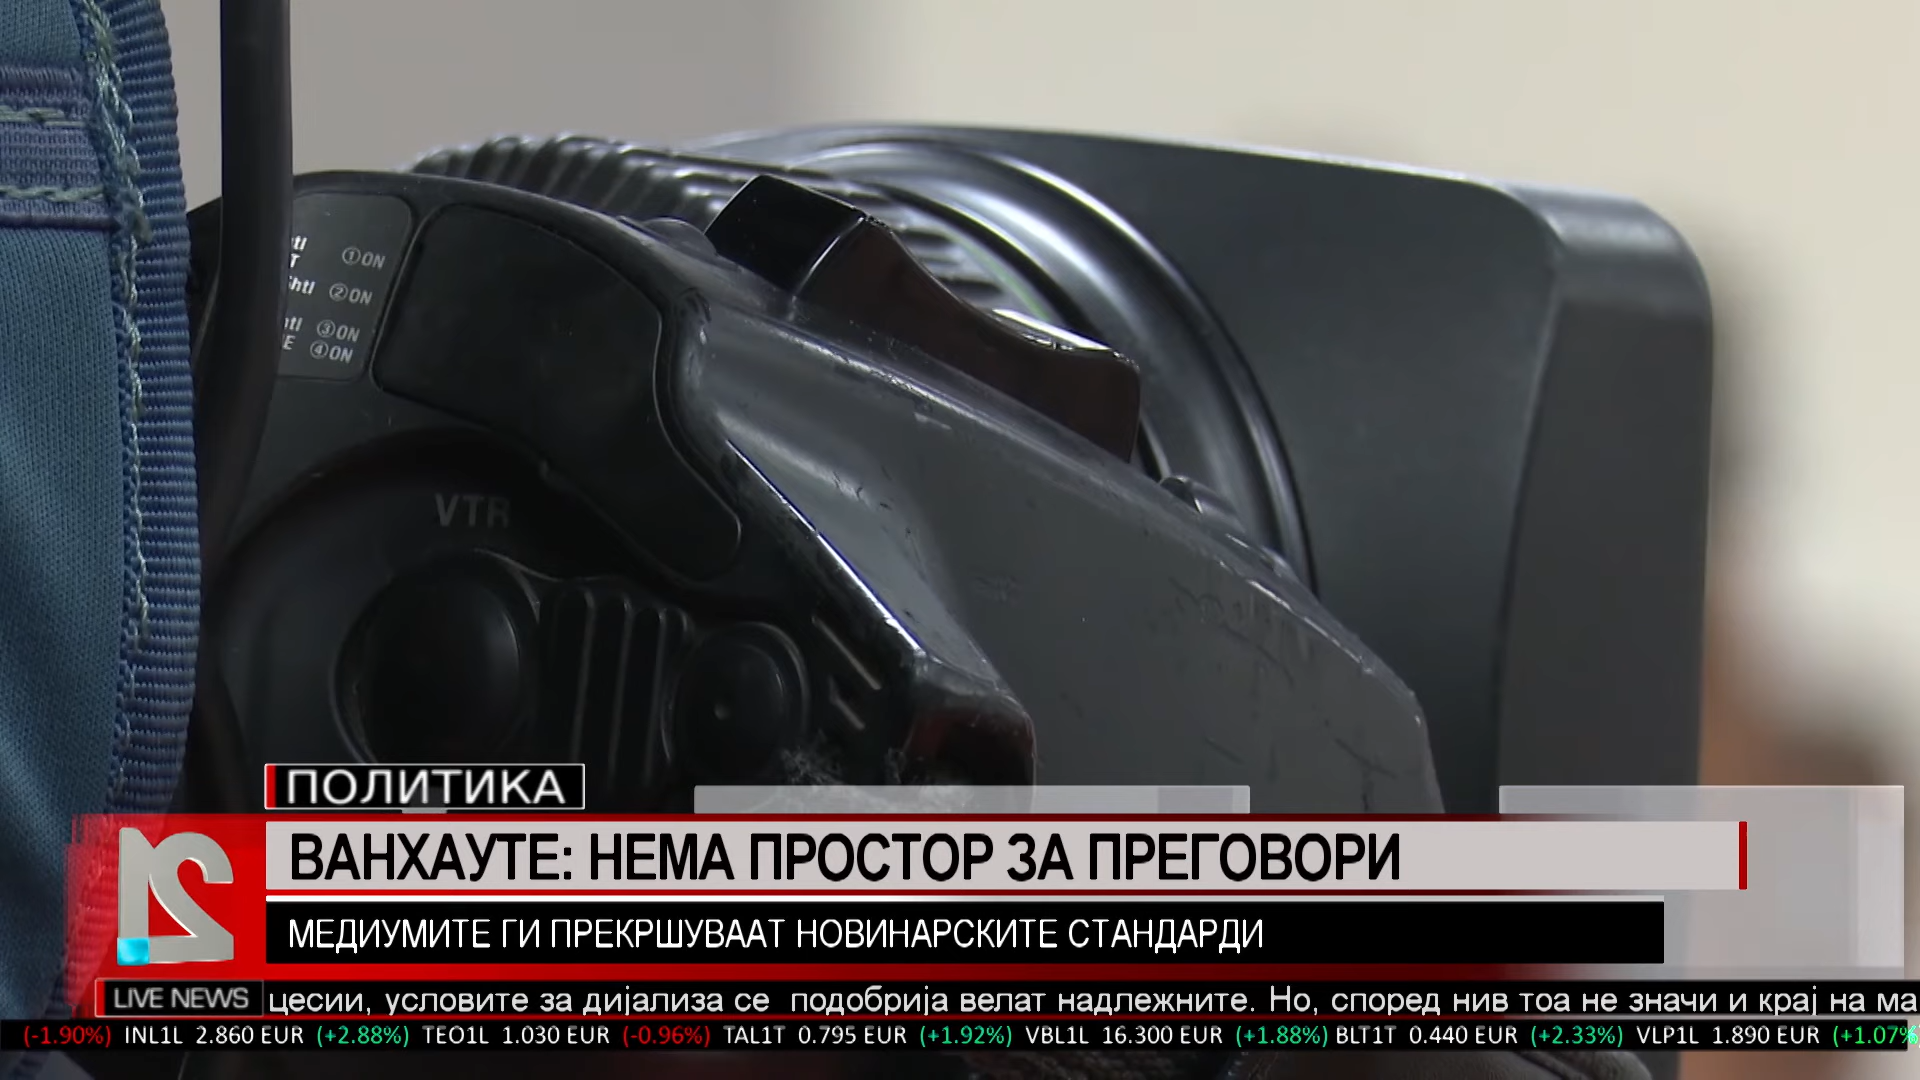 ti
T ①ON
hti ②ON
ti ③ON
E ④ON
VTR
ПОЛИТИКА
ВАНХАУТЕ: НЕМА ПРОСТОР ЗА ПРЕГОВОРИ
МЕДИУМИТЕ ГИ ПРЕКРШУВААТ НОВИНАРСКИТЕ СТАНДАРДИ
LIVE NEWS цесии, условите за дијализа се подобрија велат надлежните. Но, според нив тоа не значи и крај на ма
(-1.90%) INL1L 2.860 EUR (+2.88%) TEO1L 1.030 EUR (-0.96%) TAL1T 0.795 EUR (+1.92%) VBL1L 16.300 EUR (+1.88%) BLT1T 0.440 EUR (+2.33%) VLP1L 1.890 EUR (+1.07%